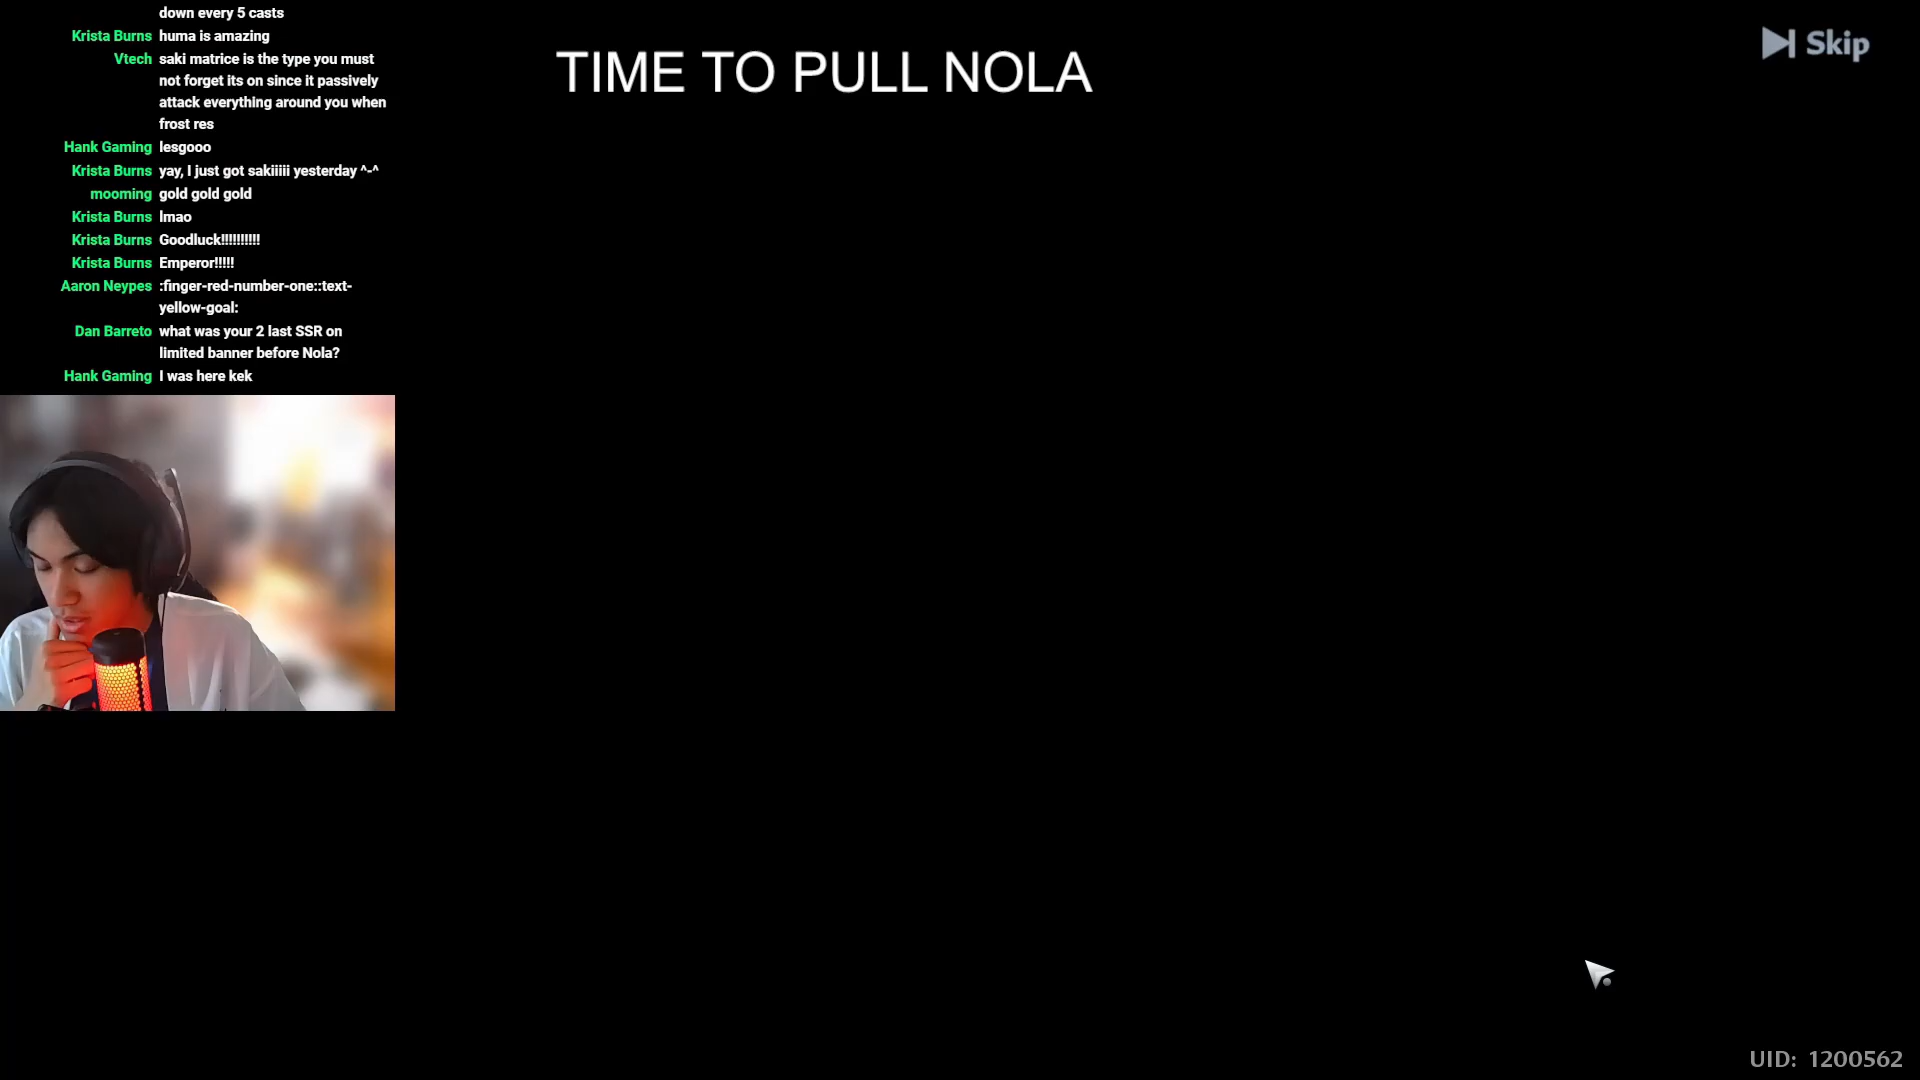 down every 5 casts
Krista Burns huma is amazing
Vtech saki matrice is the type you must
not forget its on since it passively
attack everything around you when
frost res
Hank Gaming lesgooo
Krista Burns yay, I just got sakiiiii yesterday ^-^
mooming gold gold gold
Krista Burns lmao
Krista Burns Goodluck!!!!!!!!!!
Krista Burns Emperor!!!!!
Aaron Neypes :finger-red-number-one::text-
yellow-goal:
Dan Barreto what was your 2 last SSR on
limited banner before Nola?
Hank Gaming I was here kek
TIME TO PULL NOLA
Skip
UID: 1200562